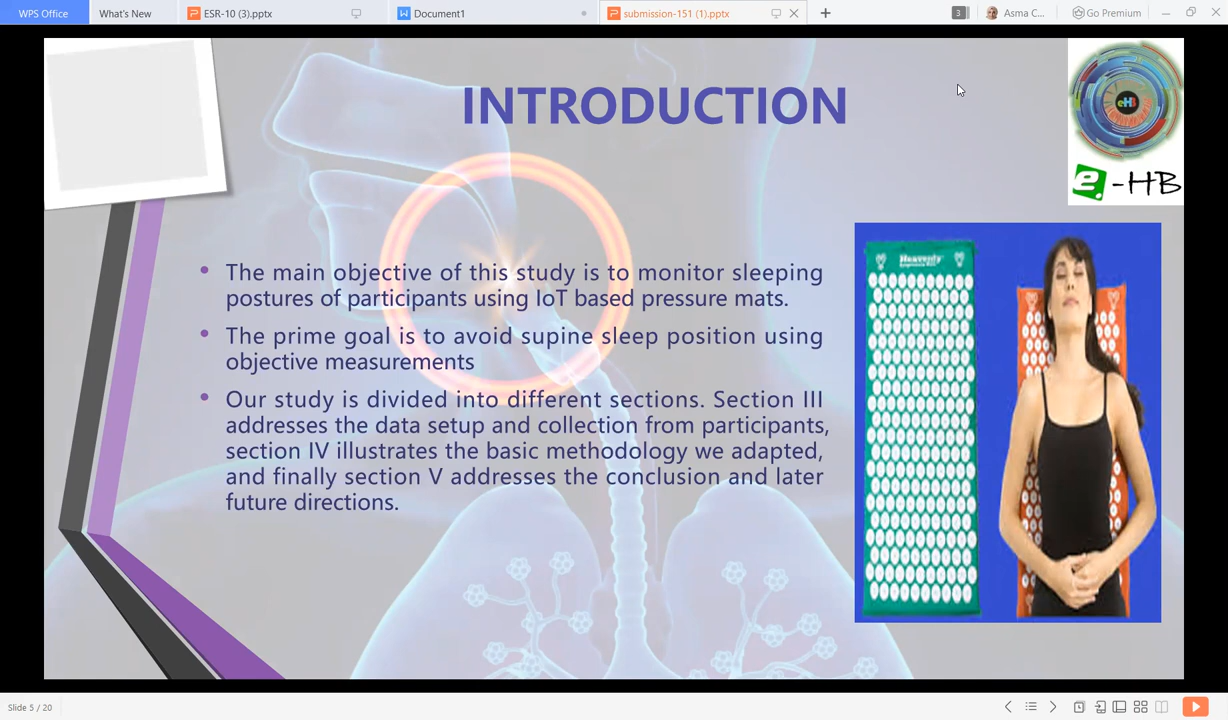 WPS Office
What's New
ESR-10 (3).pptx
Document1
submission-151 (1).pptx
3
Asma C...
Go Premium
INTRODUCTION
eHB
e-HB
• The main objective of this study is to monitor sleeping
postures of participants using IoT based pressure mats.
• The prime goal is to avoid supine sleep position using
objective measurements
• Our study is divided into different sections. Section III
addresses the data setup and collection from participants,
section IV illustrates the basic methodology we adapted,
and finally section V addresses the conclusion and later
future directions.
Heavenly
Slide 5 / 20